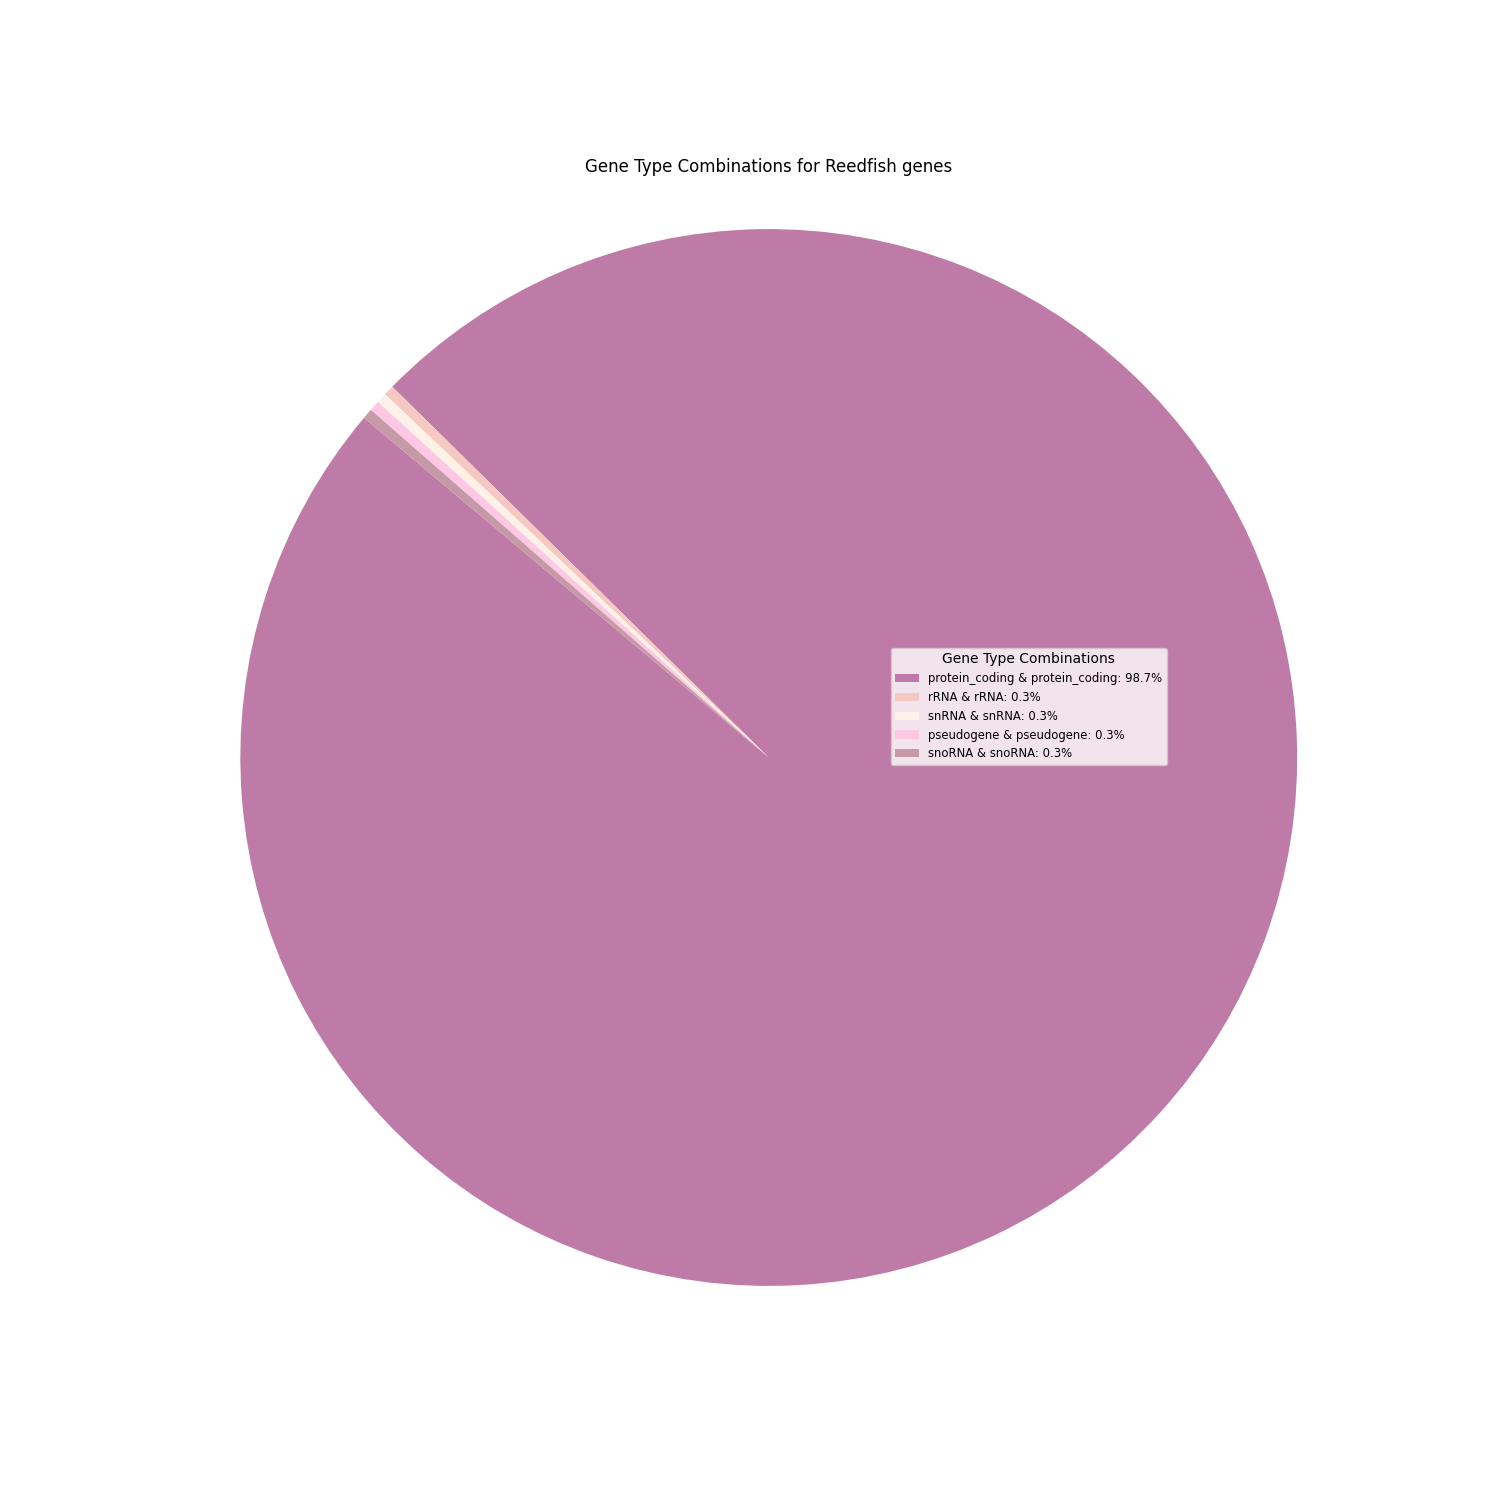 Gene Type Combinations for Reedfish genes
Gene Type Combinations
protein_coding & protein_coding: 98.7%
rRNA & rRNA: 0.3%
snRNA & snRNA: 0.3%
pseudogene & pseudogene: 0.3%
snoRNA & snoRNA: 0.3%